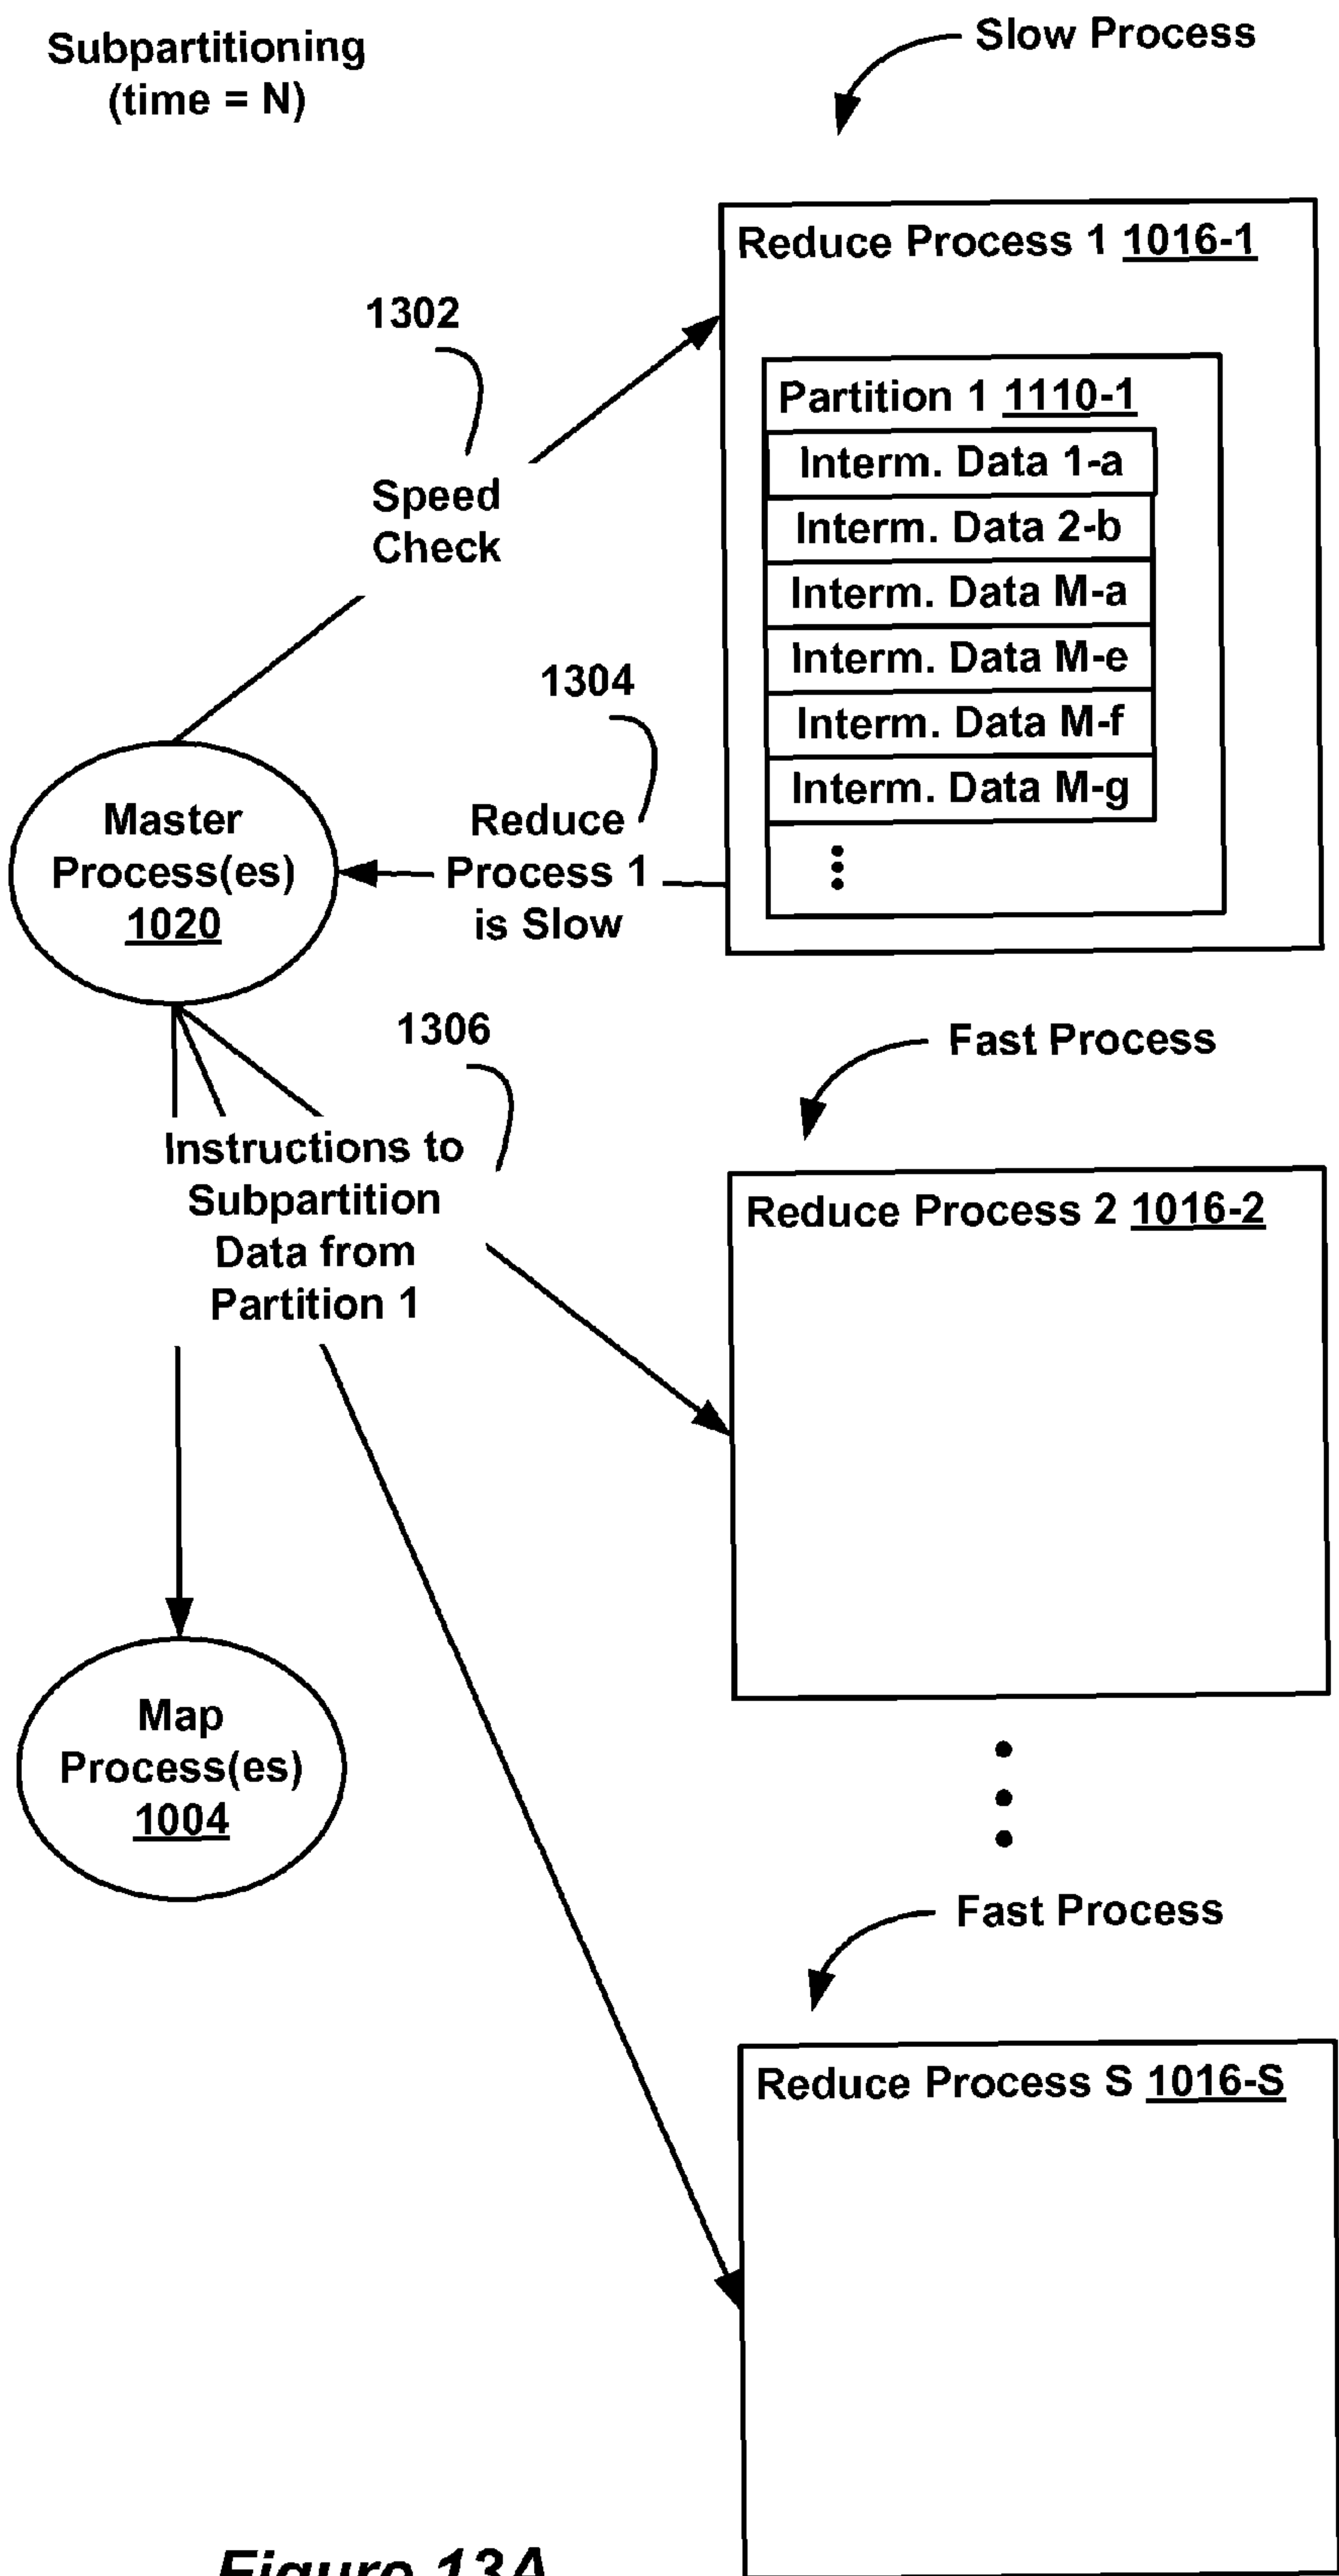 Subpartitioning
(time = N)
Slow Process
Reduce Process 1 1016-1
1302
Partition 1 1110-1
Interm. Data 1-a
Interm. Data 2-b
Interm. Data M-a
Interm. Data M-e
Interm. Data M-f
Interm. Data M-g
Speed
Check
1304
Reduce
Process 1
is Slow
Master
Process(es)
1020
1306
Fast Process
Instructions to
Subpartition
Data from
Partition 1
Reduce Process 2 1016-2
Map
Process(es)
1004
Fast Process
Reduce Process S 1016-S
Figure 13A